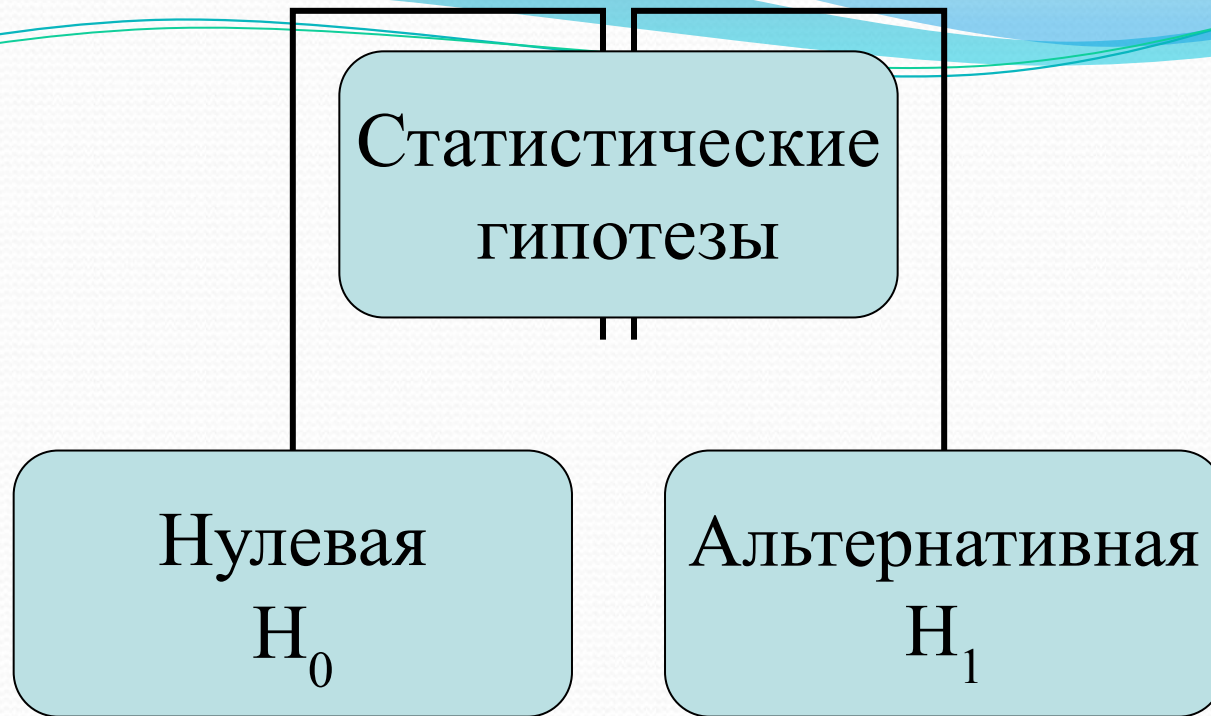 Статистические
гипотезы
Нулевая
H₀
Альтернативная
H₁